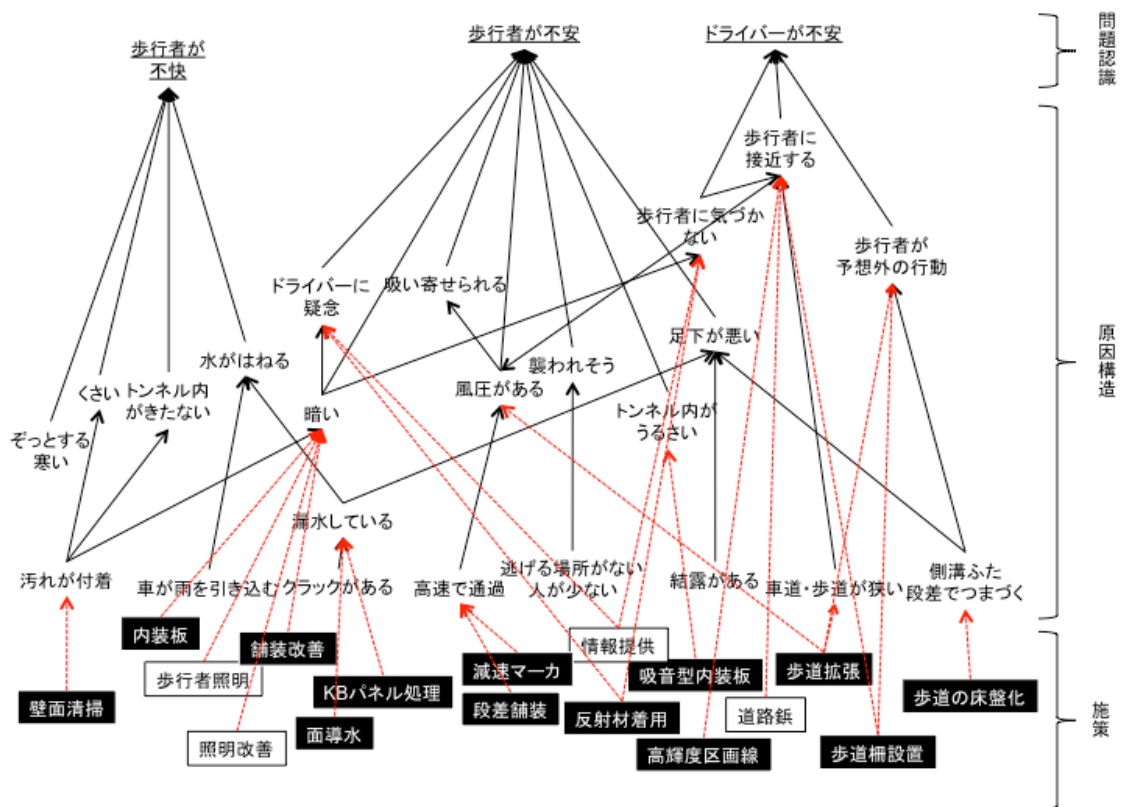 歩行者が
不快
歩行者が不安
ドライバーが不安
問題認識
歩行者に
接近する
歩行者に気づか
ない
歩行者が
予想外の行動
ドライバーに
疑念
吸い寄せられる
足下が悪い
原因構造
水がはねる
襲われそう
くさい
トンネル内
がきたない
風圧がある
暗い
トンネル内が
うるさい
ぞっとする
寒い
漏水している
汚れが付着
車が雨を引き込む
クラックがある
高速で通過
逃げる場所がない
人が少ない
結露がある
車道・歩道が狭い
側溝ふた
段差でつまづく
内装板
舗装改善
情報提供
歩行者照明
減速マーカ
吸音型内装板
歩道拡張
KBパネル処理
壁面清掃
段差舗装
反射材着用
道路鋲
歩道の床盤化
施策
面導水
照明改善
高輝度区画線
歩道柵設置